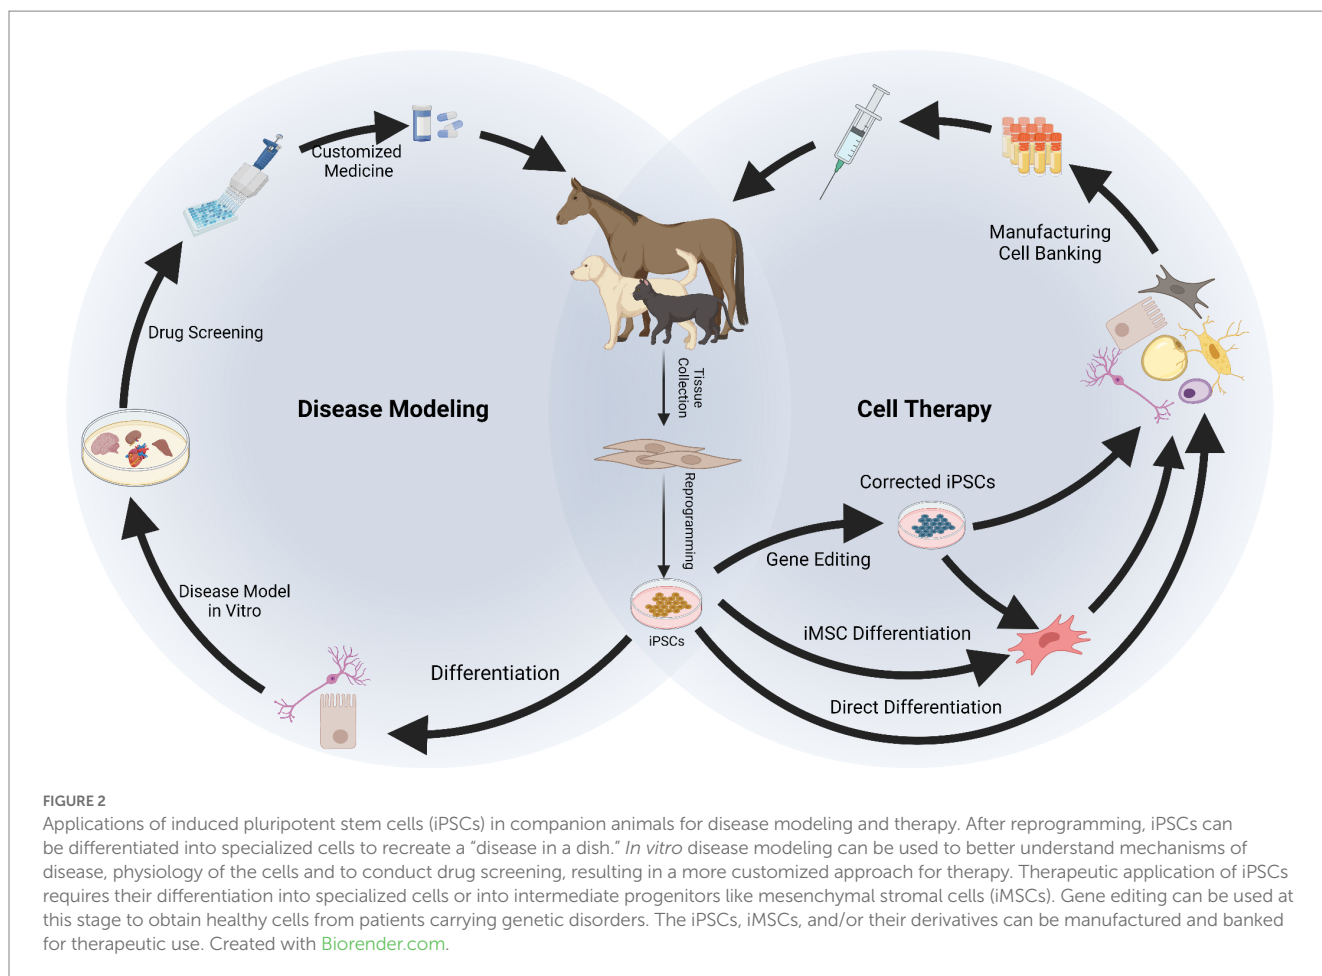 Customized
Medicine
Drug Screening
Disease Modeling
Disease Model
in Vitro
Differentiation
Tissue
Collection
Reprogramming
iPSCs
Manufacturing
Cell Banking
Cell Therapy
Corrected iPSCs
Gene Editing
iMSC Differentiation
Direct Differentiation
FIGURE 2
Applications of induced pluripotent stem cells (iPSCs) in companion animals for disease modeling and therapy. After reprogramming, iPSCs can
be differentiated into specialized cells to recreate a “disease in a dish.” In vitro disease modeling can be used to better understand mechanisms of
disease, physiology of the cells and to conduct drug screening, resulting in a more customized approach for therapy. Therapeutic application of iPSCs
requires their differentiation into specialized cells or into intermediate progenitors like mesenchymal stromal cells (iMSCs). Gene editing can be used at
this stage to obtain healthy cells from patients carrying genetic disorders. The iPSCs, iMSCs, and/or their derivatives can be manufactured and banked
for therapeutic use. Created with Biorender.com.